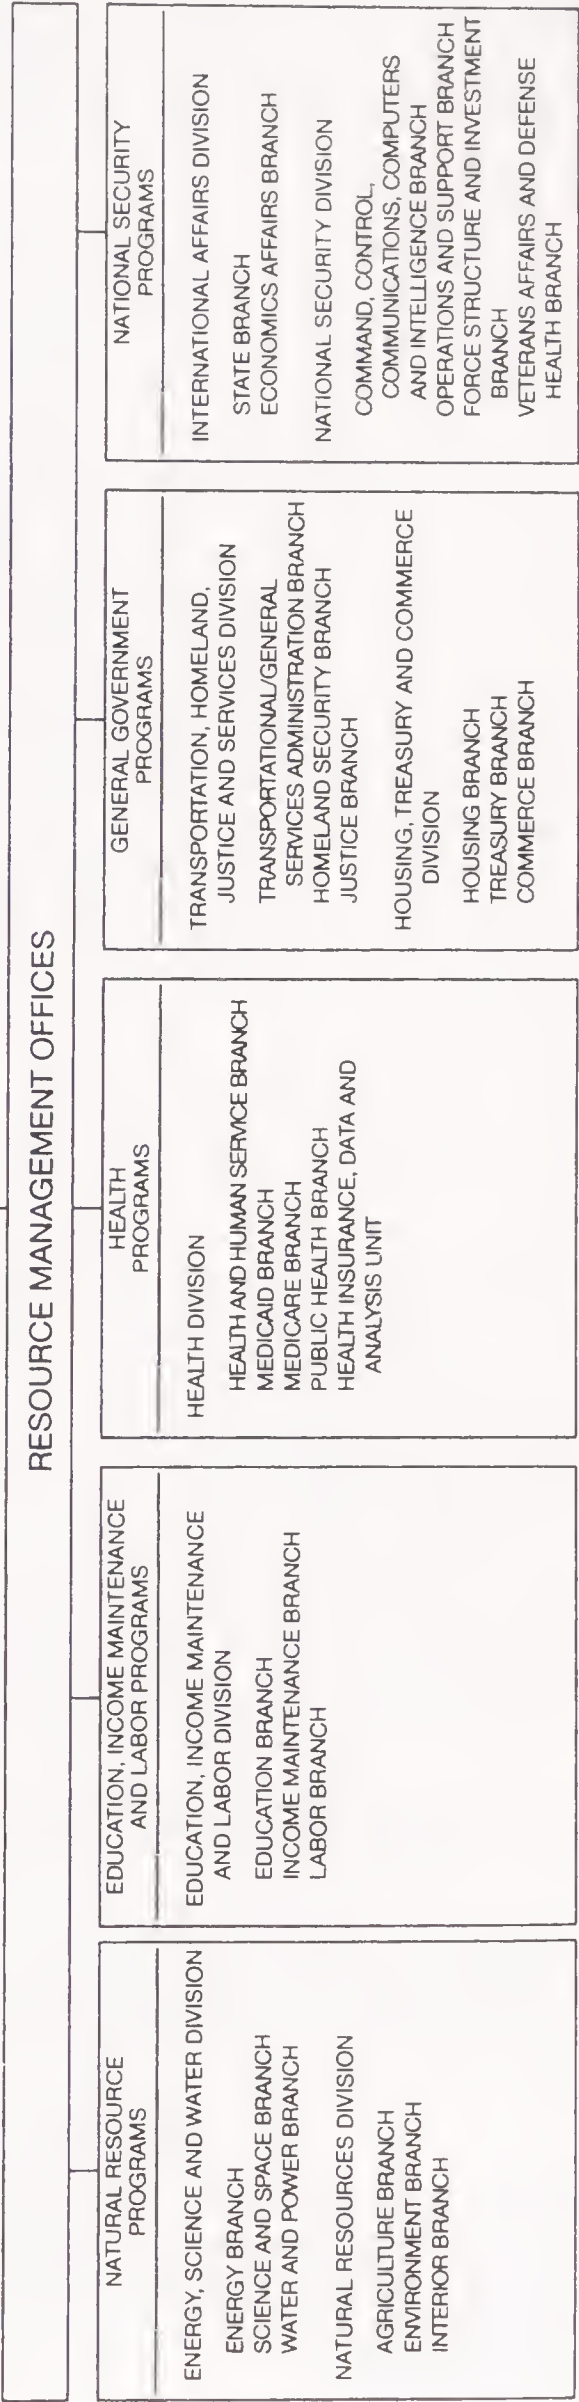 RESOURCE MANAGEMENT OFFICES
NATURAL RESOURCE
PROGRAMS
ENERGY, SCIENCE AND WATER DIVISION
ENERGY BRANCH
SCIENCE AND SPACE BRANCH
WATER AND POWER BRANCH
NATURAL RESOURCES DIVISION
AGRICULTURE BRANCH
ENVIRONMENT BRANCH
INTERIOR BRANCH
EDUCATION, INCOME MAINTENANCE
AND LABOR PROGRAMS
EDUCATION, INCOME MAINTENANCE
AND LABOR DIVISION
EDUCATION BRANCH
INCOME MAINTENANCE BRANCH
LABOR BRANCH
HEALTH
PROGRAMS
HEALTH DIVISION
HEALTH AND HUMAN SERVICE BRANCH
MEDICAID BRANCH
MEDICARE BRANCH
PUBLIC HEALTH BRANCH
HEALTH INSURANCE, DATA AND
ANALYSIS UNIT
GENERAL GOVERNMENT
PROGRAMS
TRANSPORTATION, HOMELAND,
JUSTICE AND SERVICES DIVISION
TRANSPORTATIONAL/GENERAL
SERVICES ADMINISTRATION BRANCH
HOMELAND SECURITY BRANCH
JUSTICE BRANCH
HOUSING, TREASURY AND COMMERCE
DIVISION
HOUSING BRANCH
TREASURY BRANCH
COMMERCE BRANCH
NATIONAL SECURITY
PROGRAMS
INTERNATIONAL AFFAIRS DIVISION
STATE BRANCH
ECONOMICS AFFAIRS BRANCH
NATIONAL SECURITY DIVISION
COMMAND, CONTROL,
COMMUNICATIONS, COMPUTERS
AND INTELLIGENCE BRANCH
OPERATIONS AND SUPPORT BRANCH
FORCE STRUCTURE AND INVESTMENT
BRANCH
VETERANS AFFAIRS AND DEFENSE
HEALTH BRANCH